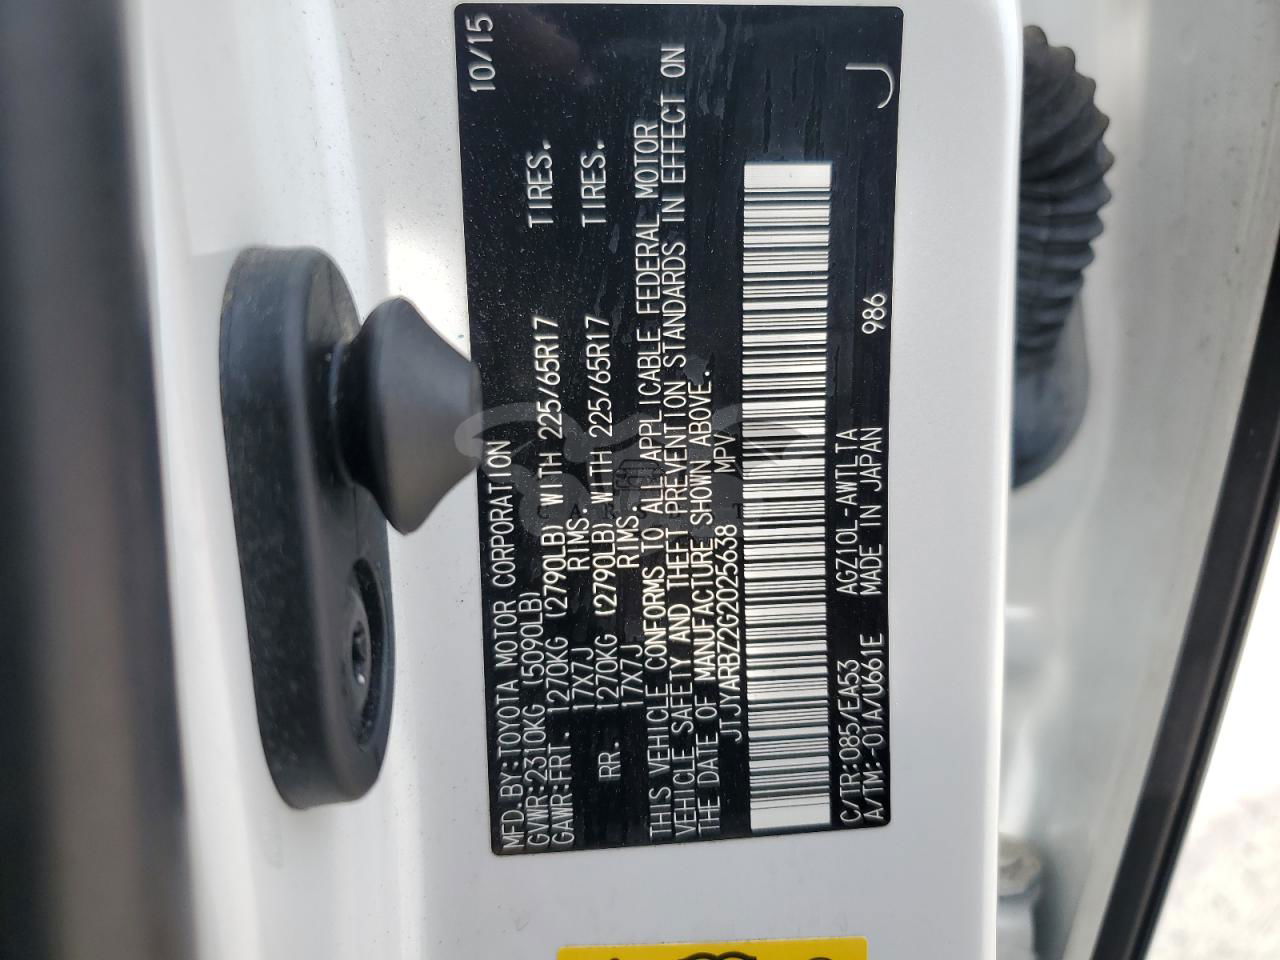 MFD. BY: TOYOTA MOTOR CORPORATION 10/15
GVWR: 2310KG (5090LB)
GAWR: FRT. 1270KG (2790LB) WITH 225/65R17 TIRES.
17X7J RIMS.
RR. 1270KG (2790LB) WITH 225/65R17 TIRES.
17X7J RIMS.
THIS VEHICLE CONFORMS TO ALL APPLICABLE FEDERAL MOTOR
VEHICLE SAFETY AND THEFT PREVENTION STANDARDS IN EFFECT ON
THE DATE OF MANUFACTURE SHOWN ABOVE.
JTJYARBZ2G2025638 MPV
C/TR: 085/EA53 AGZ10L-AWTLTA 986 J
A/TM: -01A/U661E MADE IN JAPAN